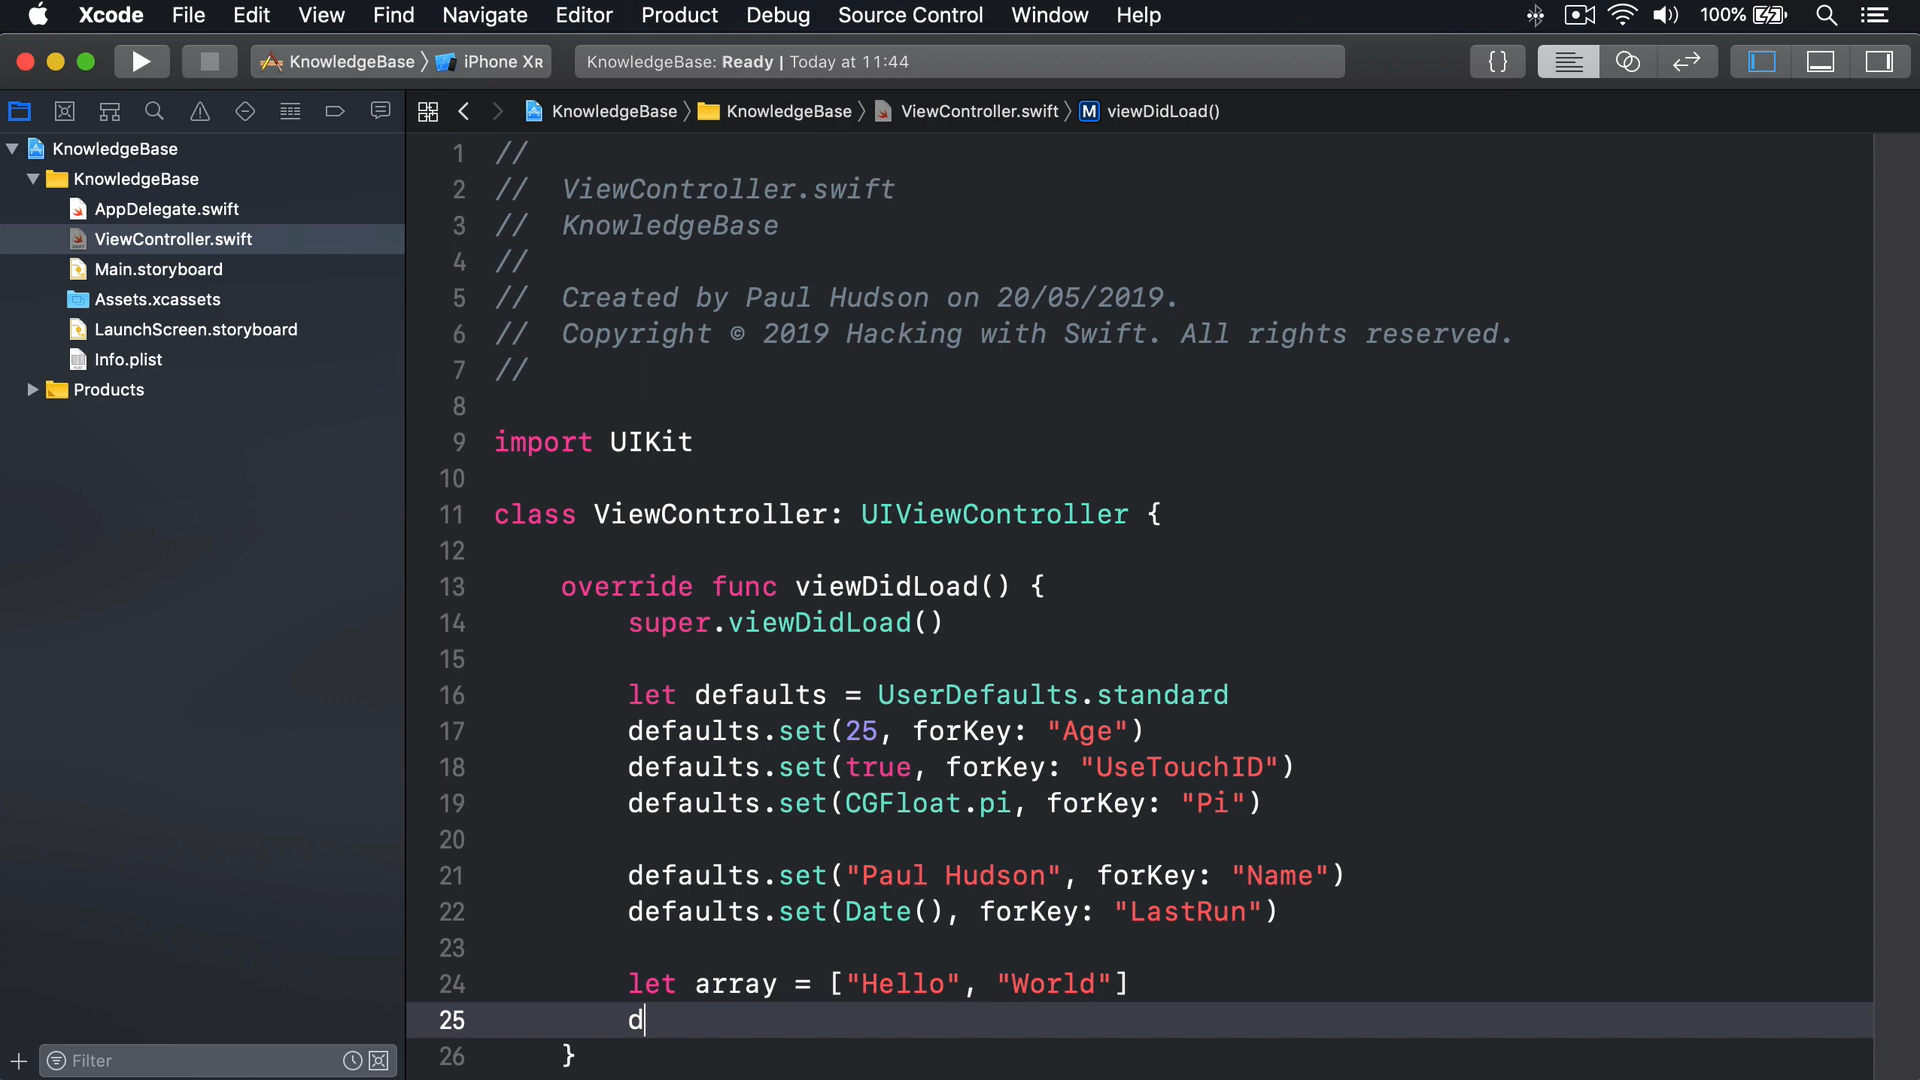 Xcode File Edit View Find Navigate Editor Product Debug Source Control Window Help 100%
KnowledgeBase iPhone XR KnowledgeBase: Ready | Today at 11:44 {}
KnowledgeBase KnowledgeBase ViewController.swift M viewDidLoad()
KnowledgeBase
KnowledgeBase
AppDelegate.swift
ViewController.swift
Main.storyboard
Assets.xcassets
LaunchScreen.storyboard
Info.plist
Products
Filter
1 //
2 //  ViewController.swift
3 //  KnowledgeBase
4 //
5 //  Created by Paul Hudson on 20/05/2019.
6 //  Copyright © 2019 Hacking with Swift. All rights reserved.
7 //
8
9 import UIKit
10
11 class ViewController: UIViewController {
12
13     override func viewDidLoad() {
14         super.viewDidLoad()
15
16         let defaults = UserDefaults.standard
17         defaults.set(25, forKey: "Age")
18         defaults.set(true, forKey: "UseTouchID")
19         defaults.set(CGFloat.pi, forKey: "Pi")
20
21         defaults.set("Paul Hudson", forKey: "Name")
22         defaults.set(Date(), forKey: "LastRun")
23
24         let array = ["Hello", "World"]
25         d
26     }